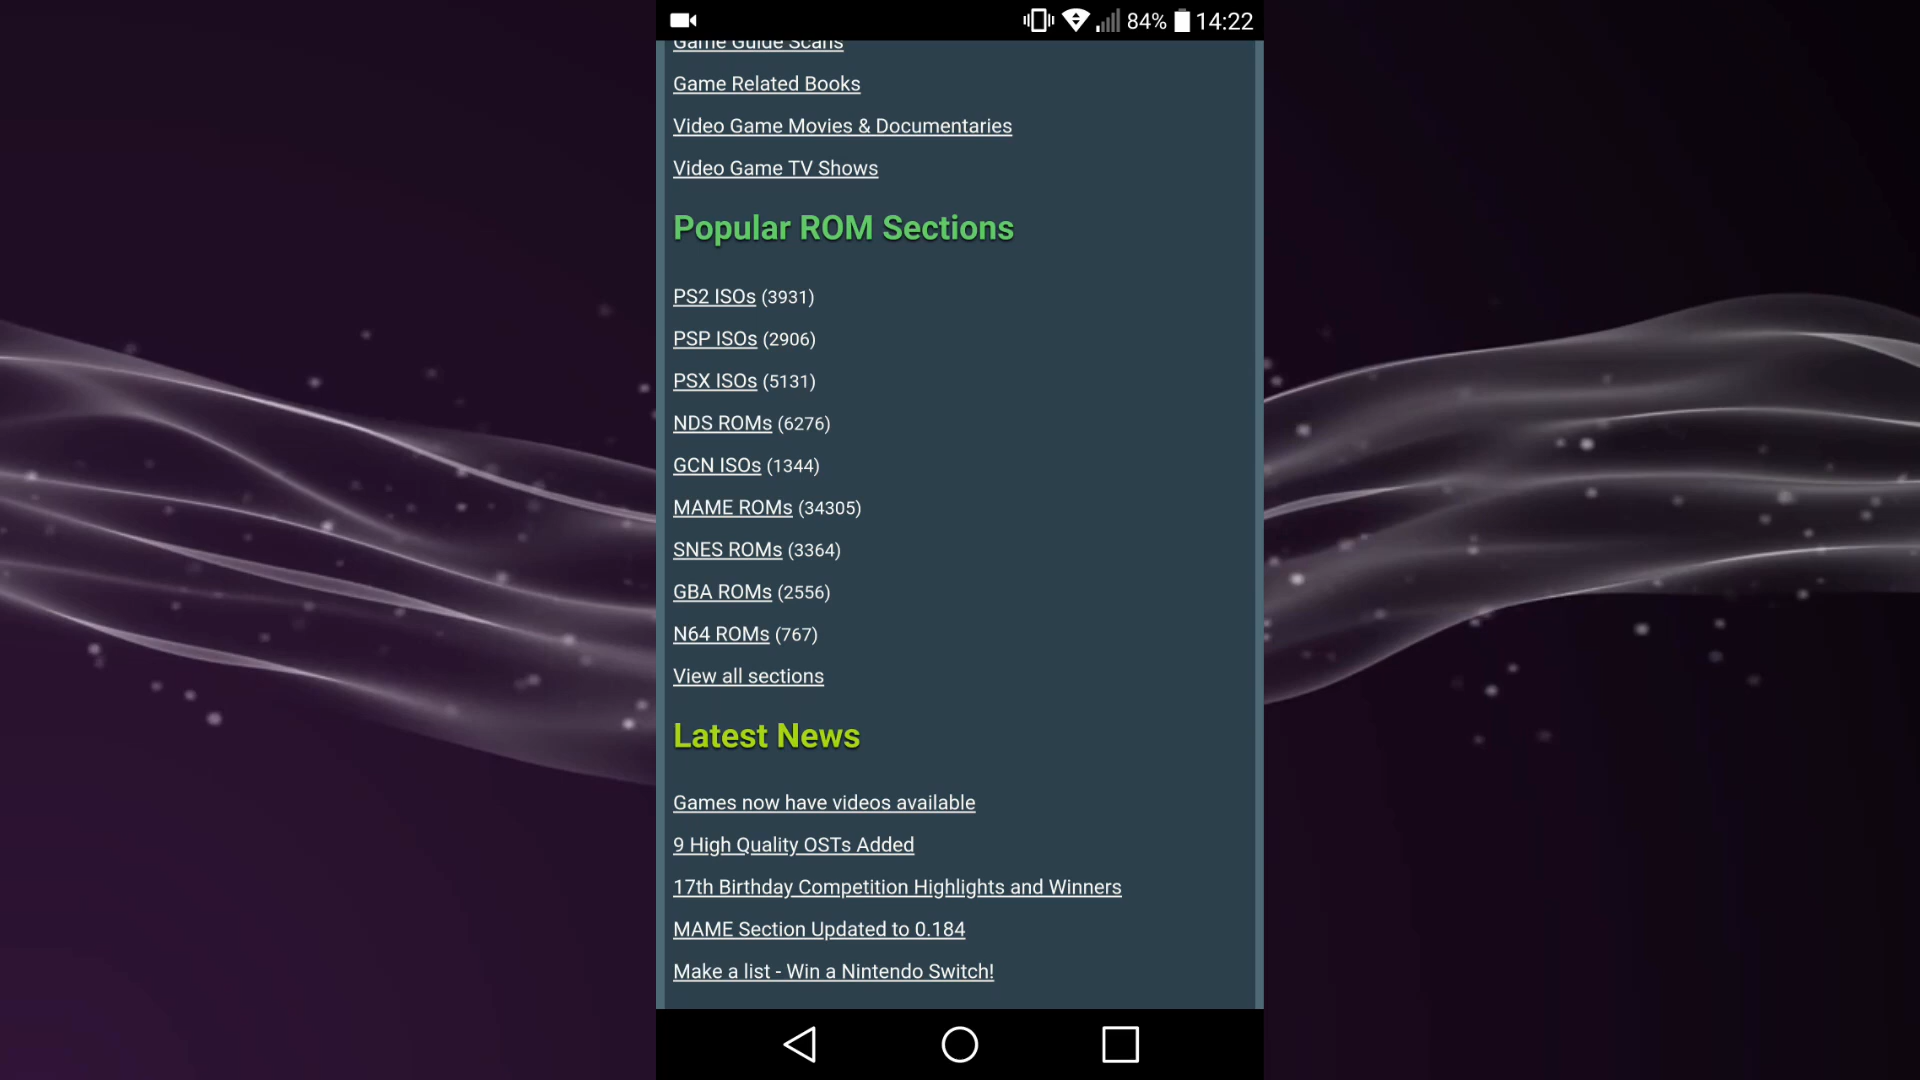 84% 14:22
Game Guide Scans
Game Related Books
Video Game Movies & Documentaries
Video Game TV Shows
Popular ROM Sections
PS2 ISOs (3931)
PSP ISOs (2906)
PSX ISOs (5131)
NDS ROMs (6276)
GCN ISOs (1344)
MAME ROMs (34305)
SNES ROMs (3364)
GBA ROMs (2556)
N64 ROMs (767)
View all sections
Latest News
Games now have videos available
9 High Quality OSTs Added
17th Birthday Competition Highlights and Winners
MAME Section Updated to 0.184
Make a list - Win a Nintendo Switch!